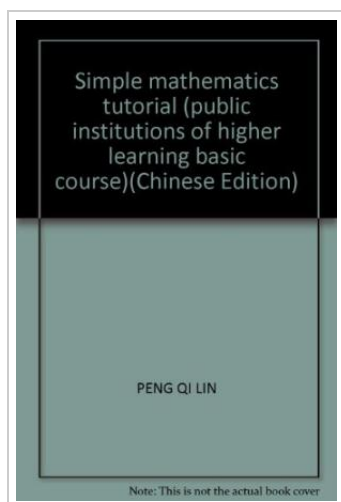 Simple mathematics
tutorial (public
institutions of higher
learning basic
course)(Chinese Edition)
PENG QI LIN
Note: This is not the actual book cover